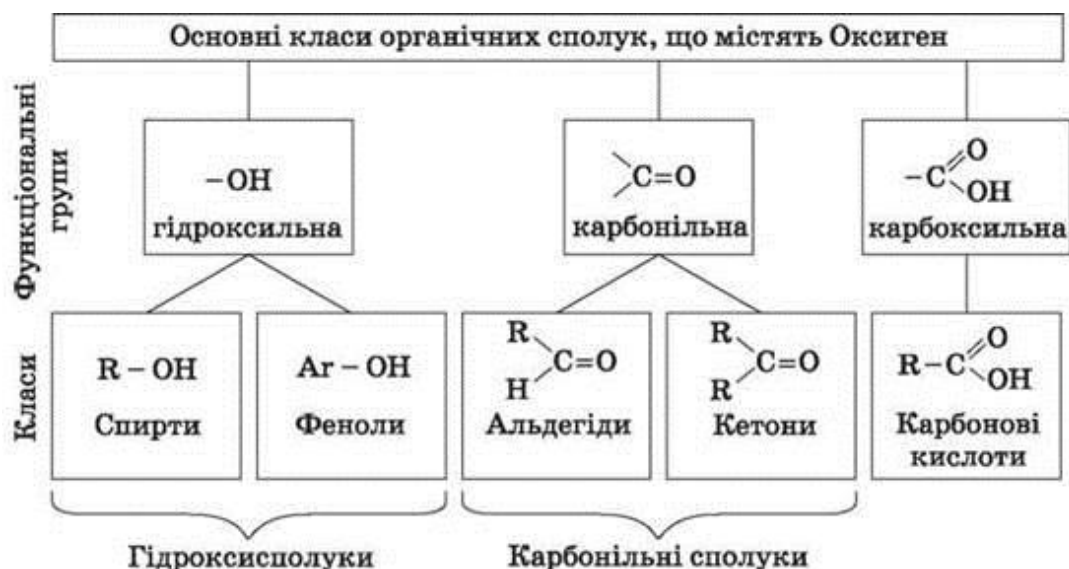 Основні класи органічних сполук, що містять Оксиген
Функціональні
групи
–OH
гідроксильна
C=O
карбонільна
–C
O
OH
карбоксильна
Класи
R – OH
Спирти
Ar – OH
Феноли
R
C=O
H
Альдегіди
R
C=O
R
Кетони
O
R–C
OH
Карбонові
кислоти
Гідроксисполуки
Карбонільні сполуки